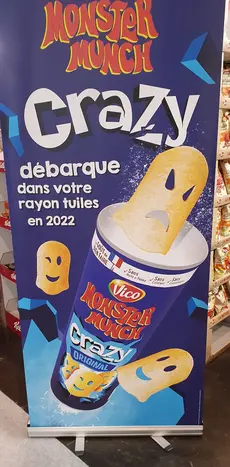 MONSTER
MUNCH
Crazy
débarque
dans votre
rayon tuiles
en 2022
Vico
MONSTER
MUNCH
Crazy
ORIGINAL